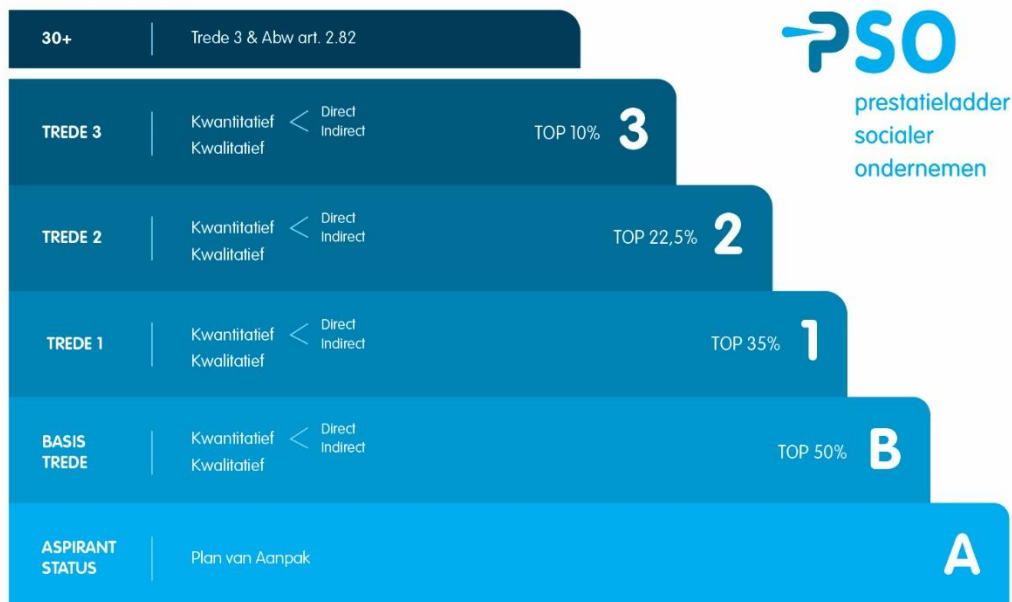 30+
Trede 3 & Abw art. 2.82
PSO
prestatieladder
socialer
ondernemen
TREDE 3
Kwantitatief
Direct
Indirect
Kwalitatief
TOP 10%
3
TREDE 2
Kwantitatief
Direct
Indirect
Kwalitatief
TOP 22,5%
2
TREDE 1
Kwantitatief
Direct
Indirect
Kwalitatief
TOP 35%
1
BASIS
TREDE
Kwantitatief
Direct
Indirect
Kwalitatief
TOP 50%
B
ASPIRANT
STATUS
Plan van Aanpak
A